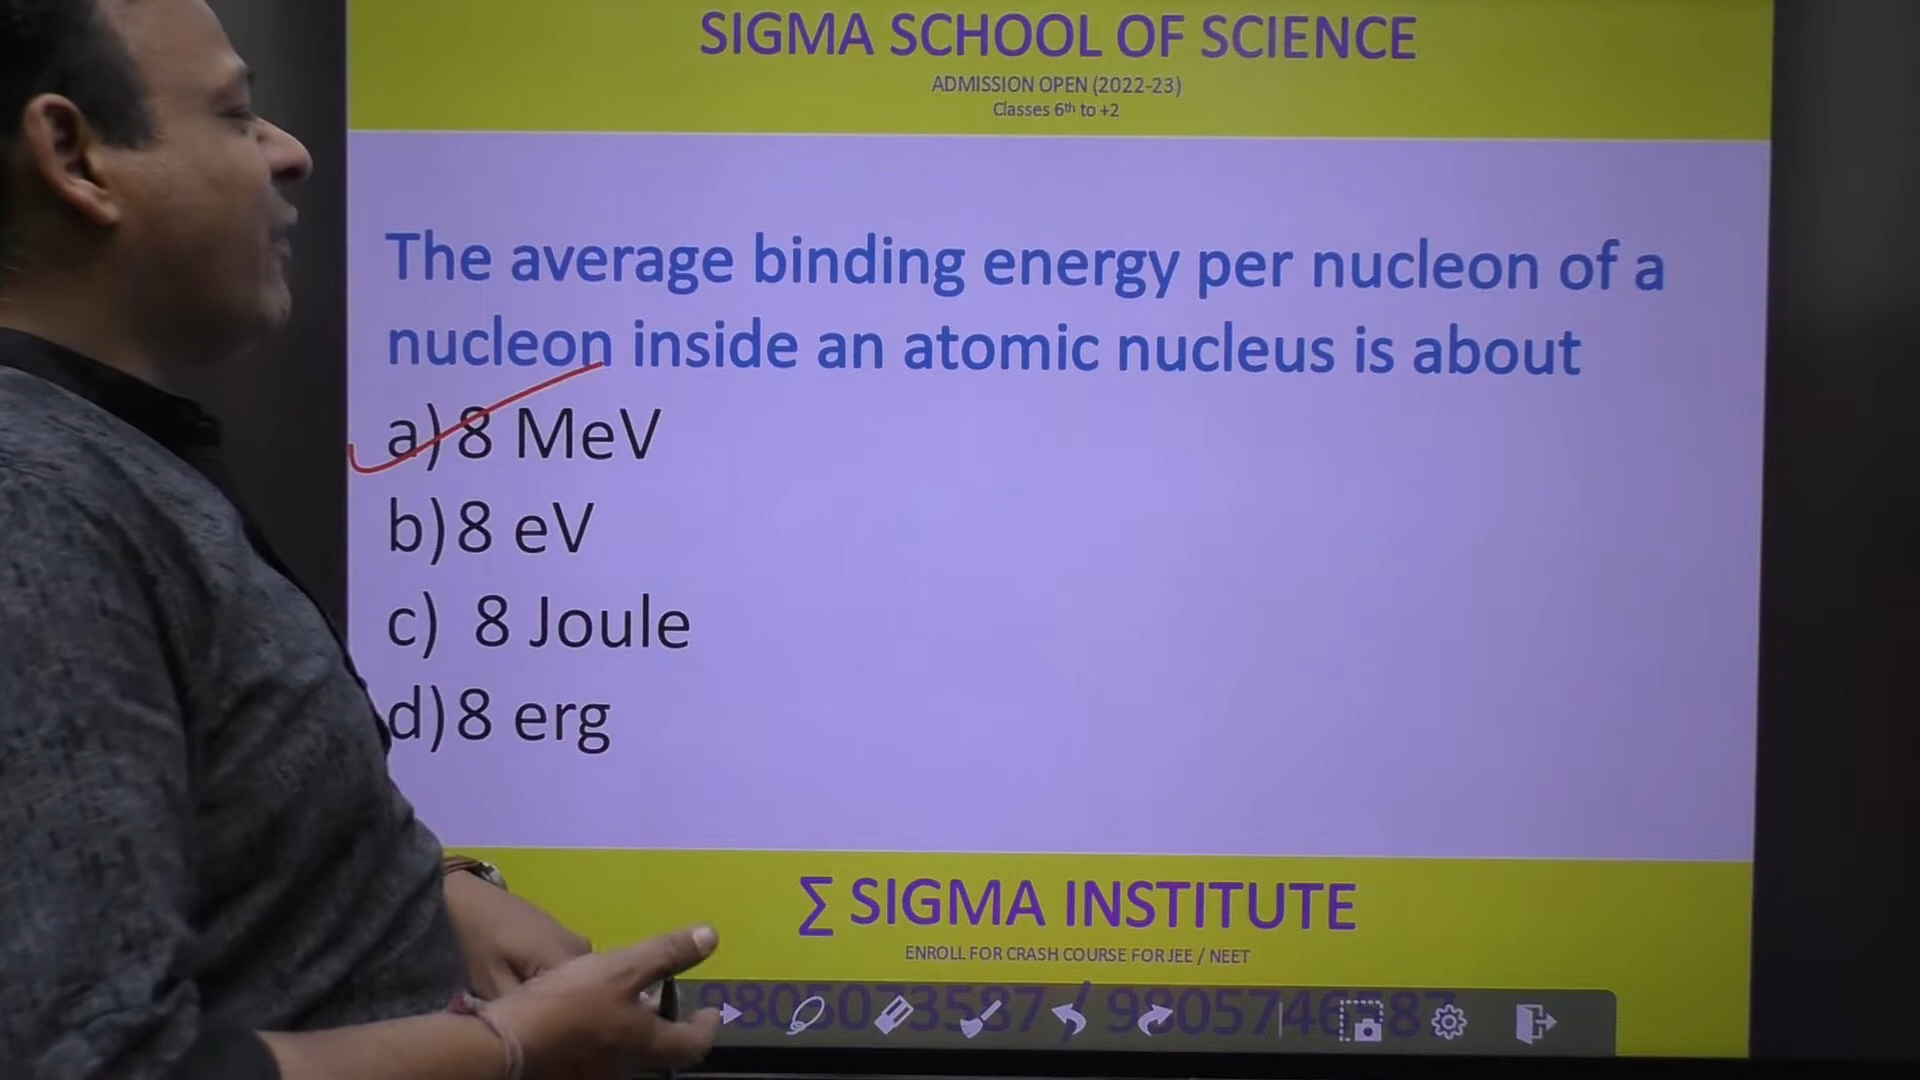 SIGMA SCHOOL OF SCIENCE
ADMISSION OPEN (2022-23)
Classes 6th to +2
The average binding energy per nucleon of a
nucleon inside an atomic nucleus is about
a) 8 MeV
b) 8 eV
c) 8 Joule
d) 8 erg
∑ SIGMA INSTITUTE
ENROLL FOR CRASH COURSE FOR JEE / NEET
9805073587 / 9805746587